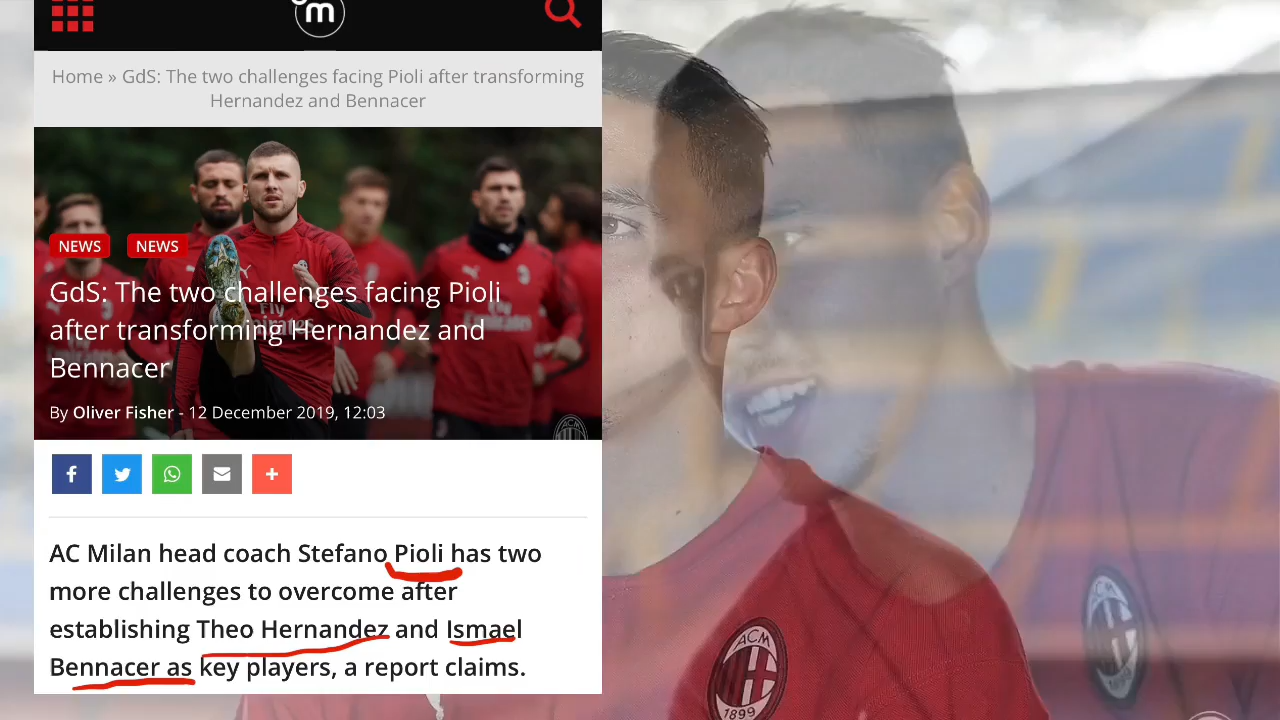 m
Home » GdS: The two challenges facing Pioli after transforming
Hernandez and Bennacer
NEWS NEWS
GdS: The two challenges facing Pioli
after transforming Hernandez and
Bennacer
By Oliver Fisher - 12 December 2019, 12:03
AC Milan head coach Stefano Pioli has two
more challenges to overcome after
establishing Theo Hernandez and Ismael
Bennacer as key players, a report claims.
ACM
1899